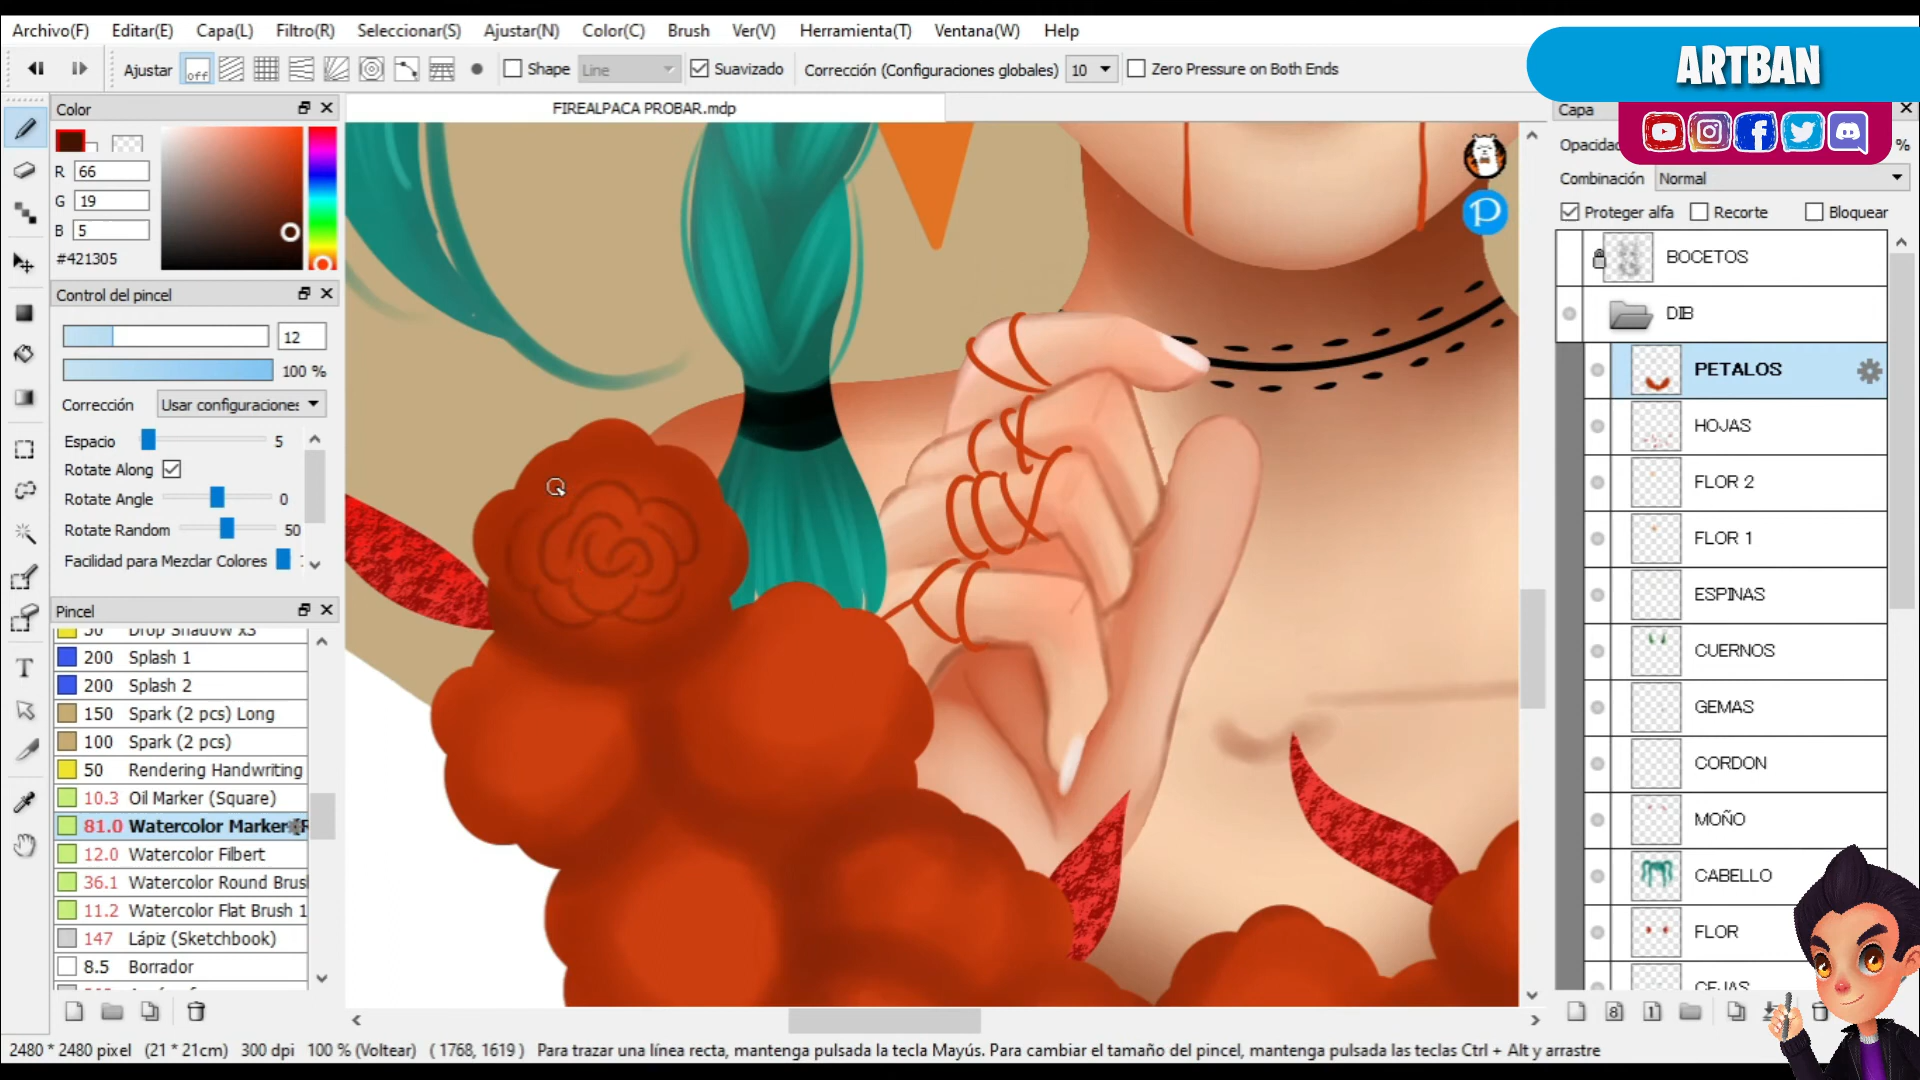 Archivo(F) Editar(E) Capa(L) Filtro(R) Seleccionar(S) Ajustar(N) Color(C) Brush Ver(V) Herramienta(T) Ventana(W) Help
ARTBAN
Ajustar off Shape Line Suavizado Corrección (Configuraciones globales) 10 Zero Pressure on Both Ends
Color
FIREALPACA PROBAR.mdp
R 66
G 19
B 5
#421305
Control del pincel
12
100 %
Corrección Usar configuraciones
Espacio 5
Rotate Along
Rotate Angle 0
Rotate Random 50
Facilidad para Mezclar Colores
Pincel
50 Drop Shadow x3
200 Splash 1
200 Splash 2
150 Spark (2 pcs) Long
100 Spark (2 pcs)
50 Rendering Handwriting
10.3 Oil Marker (Square)
81.0 Watercolor Marker
12.0 Watercolor Filbert
36.1 Watercolor Round Brus
11.2 Watercolor Flat Brush 1
147 Lápiz (Sketchbook)
8.5 Borrador
Capa
Opacidad %
Combinación Normal
Proteger alfa Recorte Bloquear
BOCETOS
DIB
PETALOS
HOJAS
FLOR 2
FLOR 1
ESPINAS
CUERNOS
GEMAS
CORDON
MOÑO
CABELLO
FLOR
CEJAS
2480 * 2480 pixel (21 * 21cm) 300 dpi 100 % (Voltear) ( 1768, 1619 ) Para trazar una línea recta, mantenga pulsada la tecla Mayús. Para cambiar el tamaño del pincel, mantenga pulsada las teclas Ctrl + Alt y arrastre